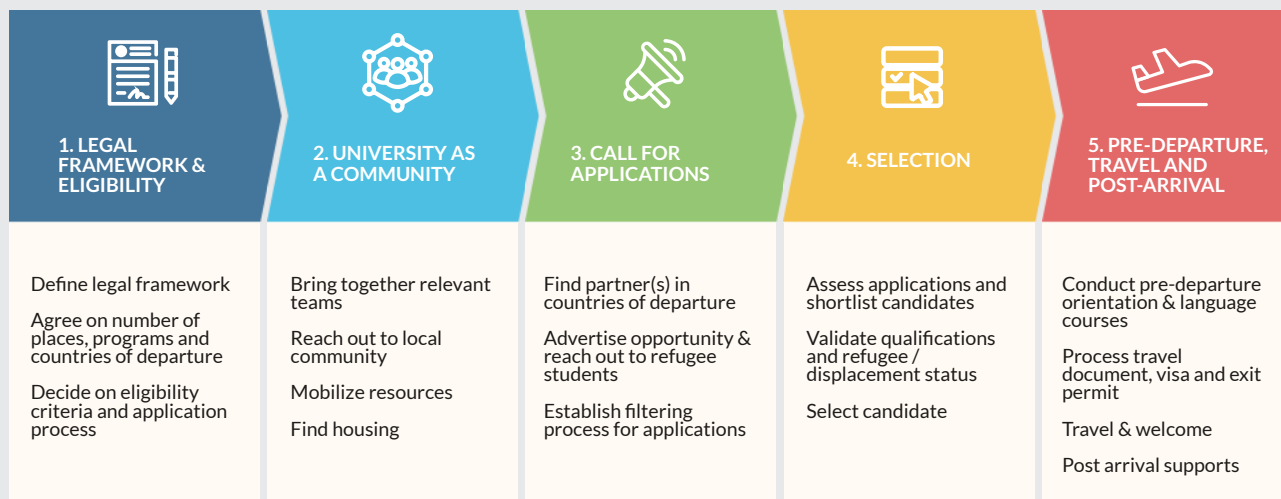 1. LEGAL
FRAMEWORK &
ELIGIBILITY
Define legal framework
Agree on number of
places, programs and
countries of departure
Decide on eligibility
criteria and application
process
2. UNIVERSITY AS
A COMMUNITY
Bring together relevant
teams
Reach out to local
community
Mobilize resources
Find housing
3. CALL FOR
APPLICATIONS
Find partner(s) in
countries of departure
Advertise opportunity &
reach out to refugee
students
Establish filtering
process for applications
4. SELECTION
Assess applications and
shortlist candidates
Validate qualifications
and refugee /
displacement status
Select candidate
5. PRE-DEPARTURE,
TRAVEL AND
POST-ARRIVAL
Conduct pre-departure
orientation & language
courses
Process travel
document, visa and exit
permit
Travel & welcome
Post arrival supports